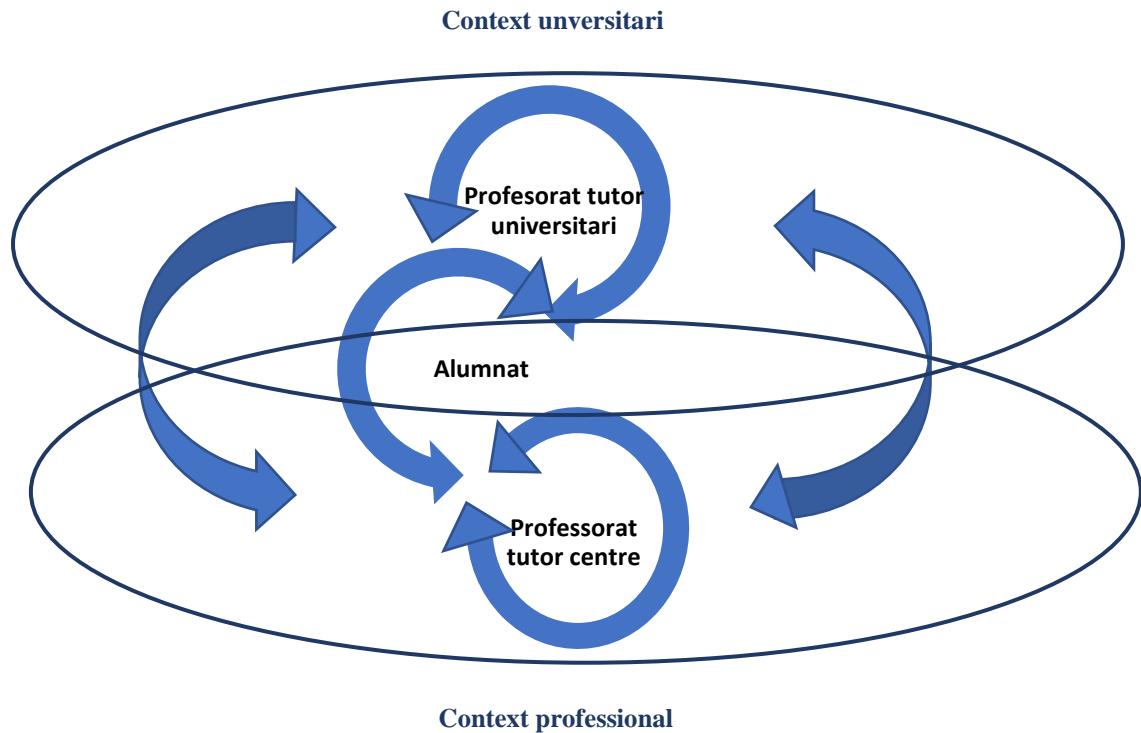 Context unversitari
Profesorat tutor
universitari
Alumnat
Professorat
tutor centre
Context professional